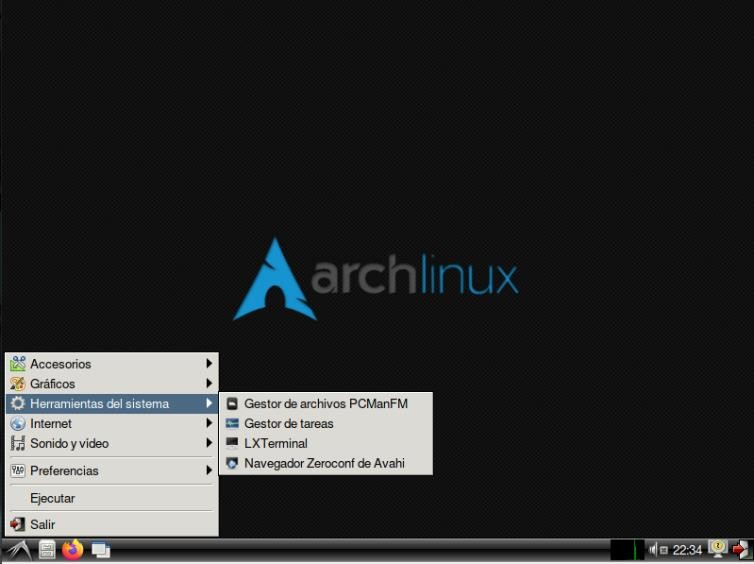 archlinux
Accesorios
Gráficos
Herramientas del sistema
Internet
Sonido y vídeo
Preferencias
Ejecutar
Salir
Gestor de archivos PCManFM
Gestor de tareas
LXTerminal
Navegador Zeroconf de Avahi
22:34